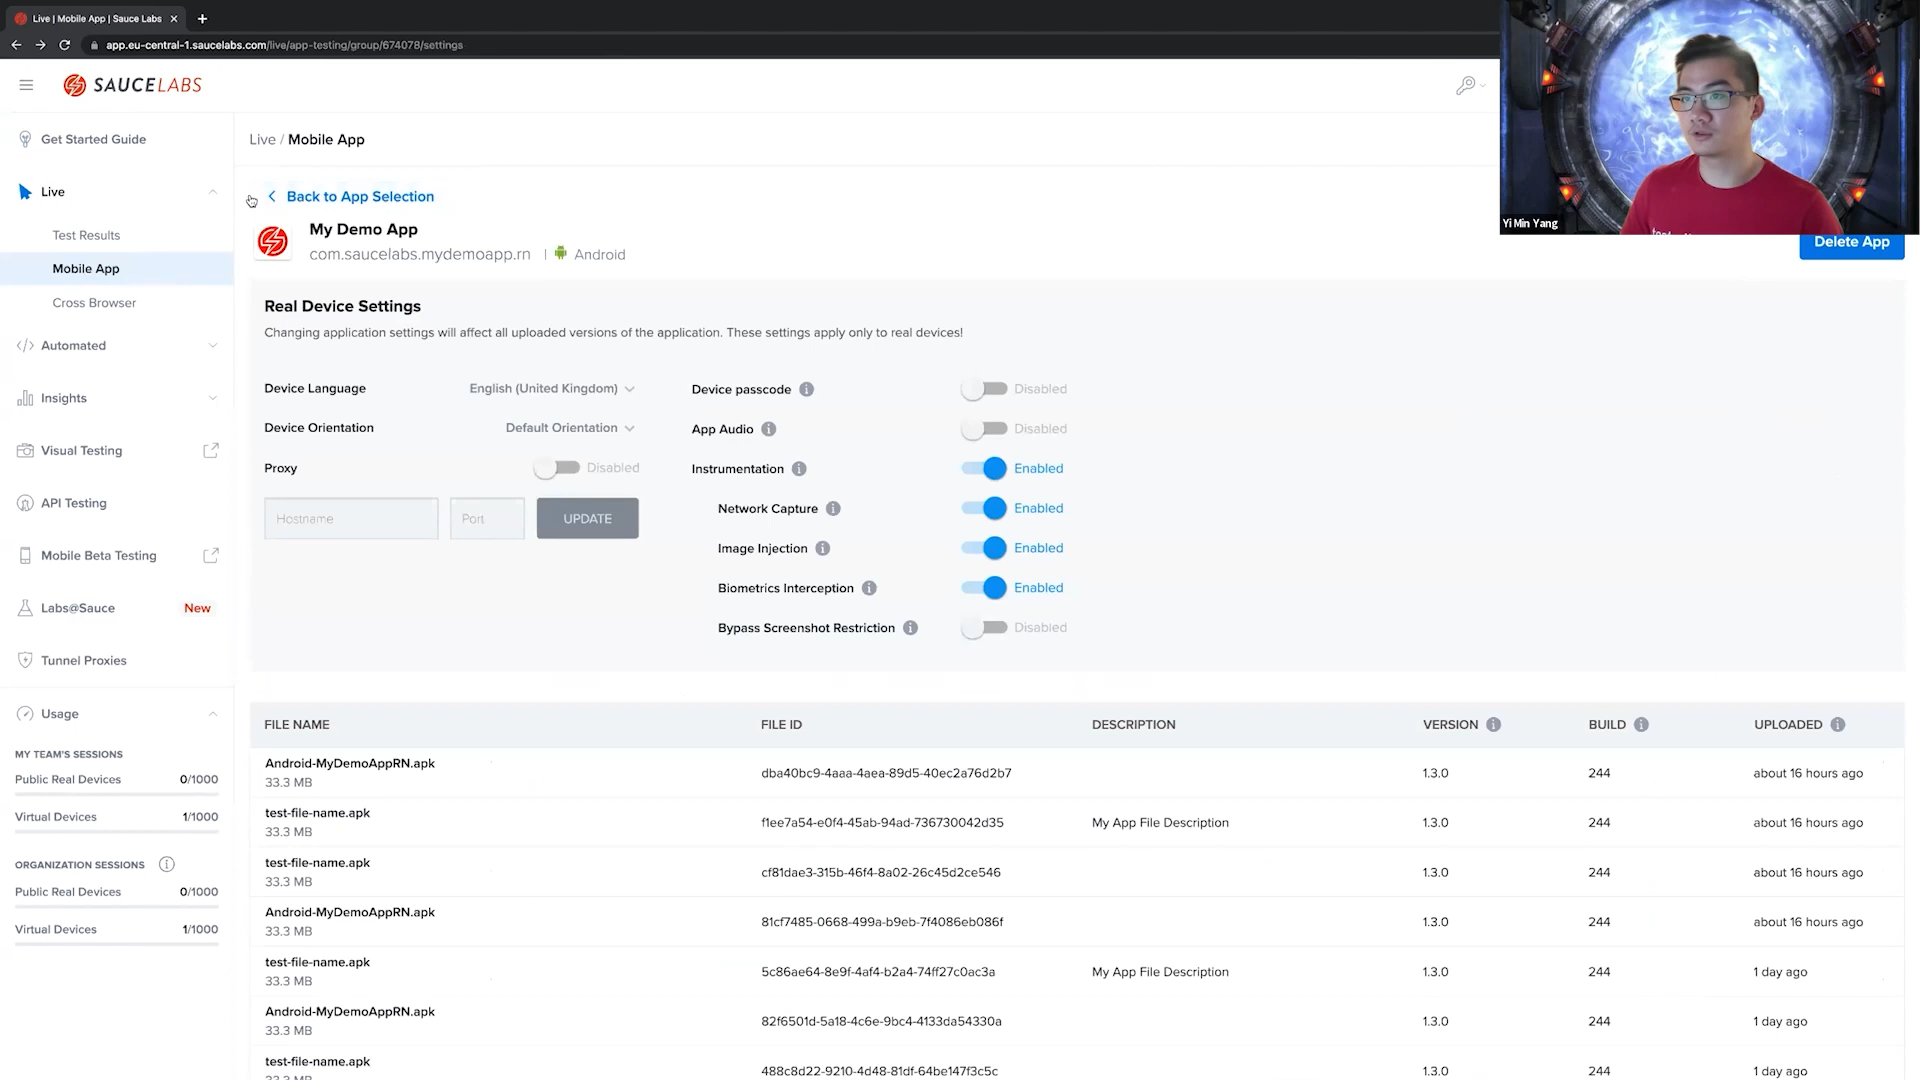 Live | Mobile App | Sauce Labs
app.eu-central-1.saucelabs.com/live/app-testing/group/674078/settings
SAUCELABS
Get Started Guide
Live
Test Results
Mobile App
Cross Browser
Automated
Insights
Visual Testing
API Testing
Mobile Beta Testing
Labs@Sauce New
Tunnel Proxies
Usage
MY TEAM'S SESSIONS
Public Real Devices 0/1000
Virtual Devices 1/1000
ORGANIZATION SESSIONS
Public Real Devices 0/1000
Virtual Devices 1/1000
Live / Mobile App
Back to App Selection
My Demo App
com.saucelabs.mydemoapp.rn | Android
Delete App
Yi Min Yang
Real Device Settings
Changing application settings will affect all uploaded versions of the application. These settings apply only to real devices!
Device Language English (United Kingdom)
Device Orientation Default Orientation
Proxy Disabled
Hostname Port UPDATE
Device passcode Disabled
App Audio Disabled
Instrumentation Enabled
Network Capture Enabled
Image Injection Enabled
Biometrics Interception Enabled
Bypass Screenshot Restriction Disabled
FILE NAME FILE ID DESCRIPTION VERSION BUILD UPLOADED
Android-MyDemoAppRN.apk
33.3 MB
dba40bc9-4aaa-4aea-89d5-40ec2a76d2b7 1.3.0 244 about 16 hours ago
test-file-name.apk
33.3 MB
f1ee7a54-e0f4-45ab-94ad-736730042d35 My App File Description 1.3.0 244 about 16 hours ago
test-file-name.apk
33.3 MB
cf81dae3-315b-46f4-8a02-26c45d2ce546 1.3.0 244 about 16 hours ago
Android-MyDemoAppRN.apk
33.3 MB
81cf7485-0668-499a-b9eb-7f4086eb086f 1.3.0 244 about 16 hours ago
test-file-name.apk
33.3 MB
5c86ae64-8e9f-4af4-b2a4-74ff27c0ac3a My App File Description 1.3.0 244 1 day ago
Android-MyDemoAppRN.apk
33.3 MB
82f6501d-5a18-4c6e-9bc4-4133da54330a 1.3.0 244 1 day ago
test-file-name.apk
33.3 MB
488c8d22-9210-4d48-81df-64be147f3c5c 1.3.0 244 1 day ago